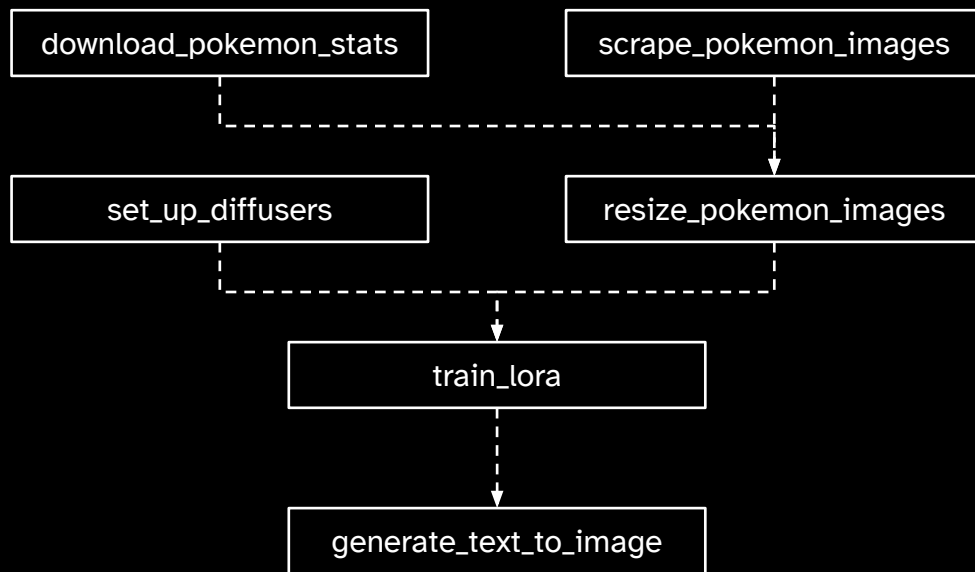 download_pokemon_stats
scrape_pokemon_images
set_up_diffusers
resize_pokemon_images
train_lora
generate_text_to_image